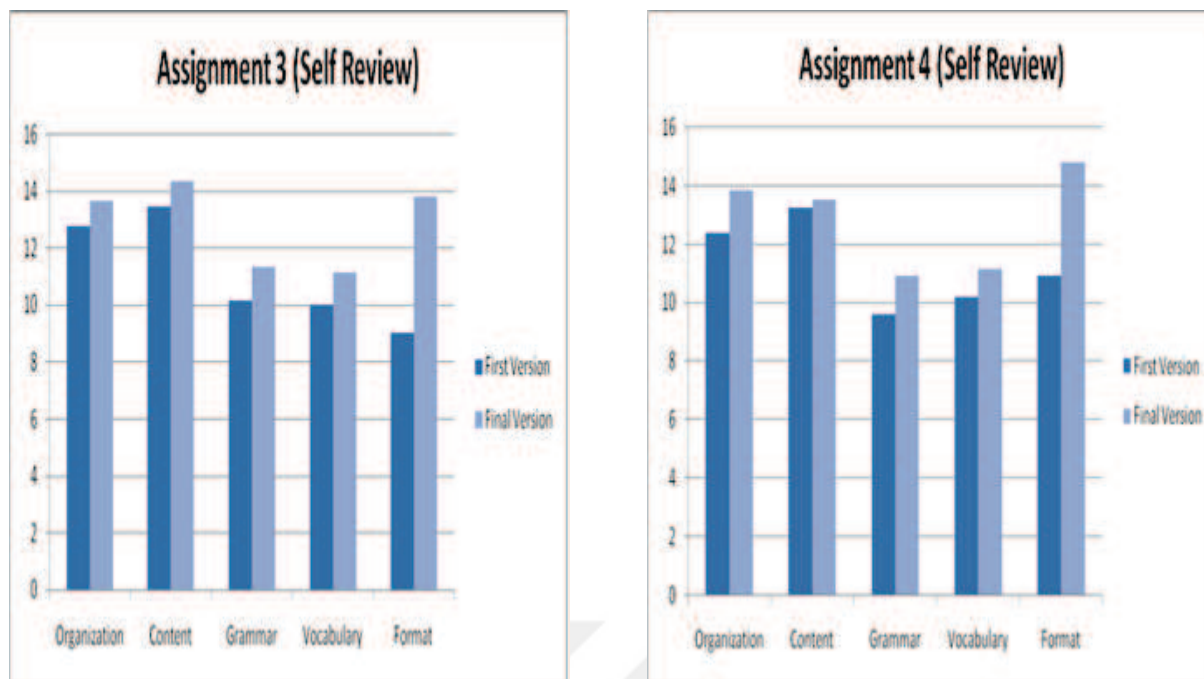 Assignment 3 (Self Review)
16
14
12
10
8
6
4
2
0
Organization Content Grammar Vocabulary Format
First Version
Final Version
Assignment 4 (Self Review)
16
14
12
10
8
6
4
2
0
Organization Content Grammar Vocabulary Format
First Version
Final Version